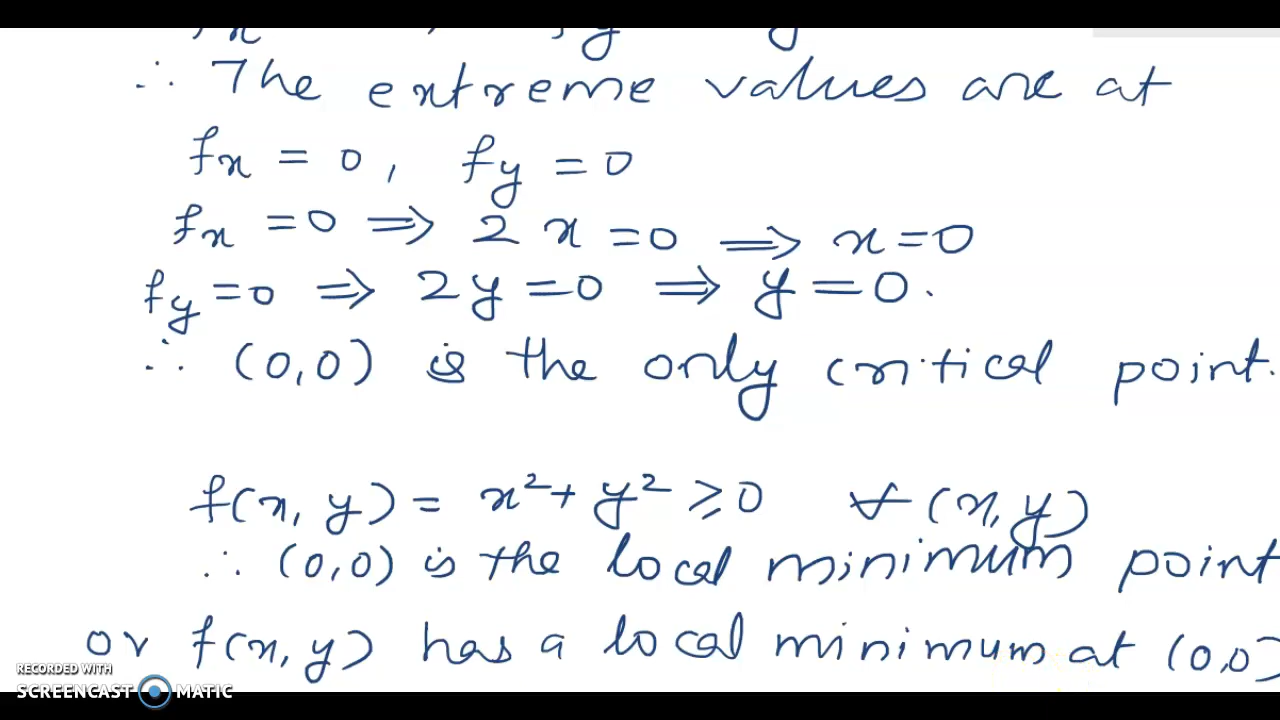 ∴ The extreme values are at
fx = 0, fy = 0
fx = 0 ⟹ 2x = 0 ⟹ x = 0
fy = 0 ⟹ 2y = 0 ⟹ y = 0.
∴ (0,0) is the only critical point.
f(x, y) = x² + y² ⩾ 0 ∀ (x, y)
∴ (0,0) is the local minimum point
or f(x, y) has a local minimum at (0,0)
RECORDED WITH
SCREENCAST MATIC